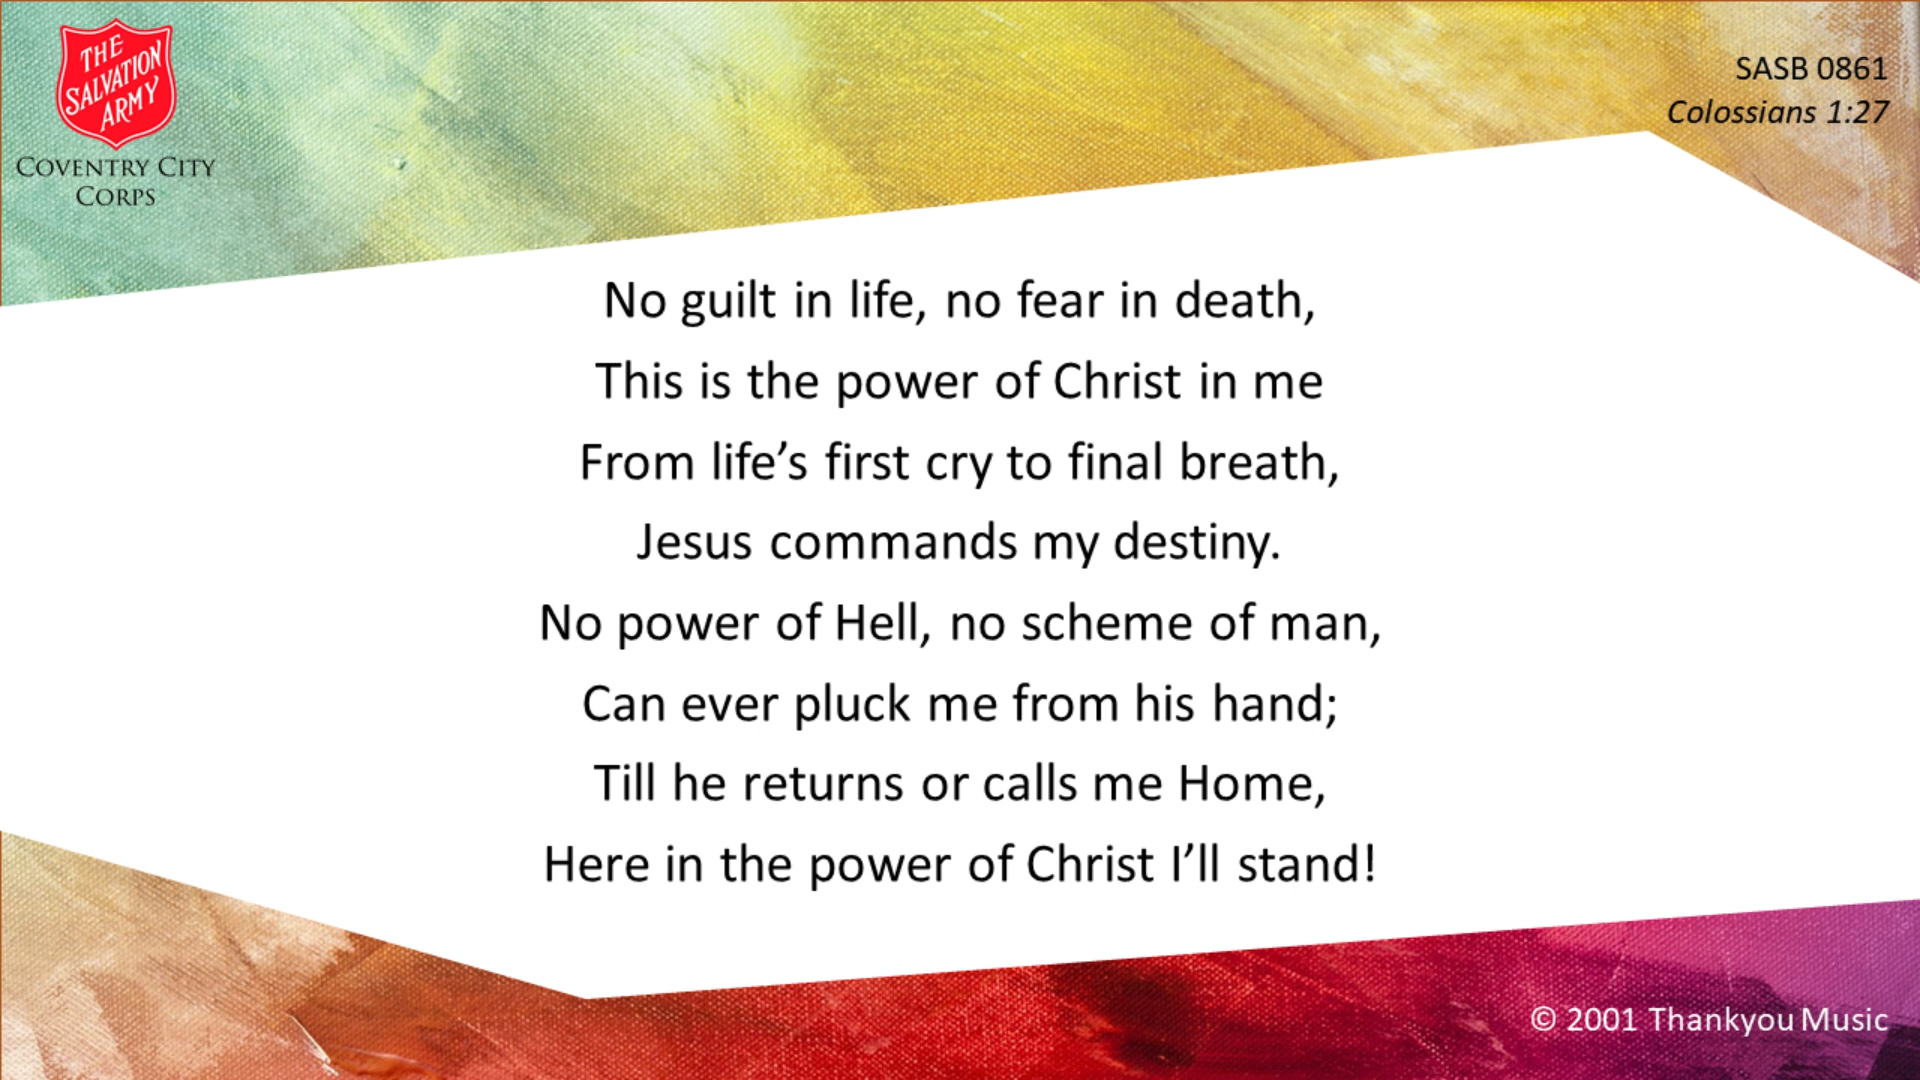 THE
SALVATION
ARMY
COVENTRY CITY
CORPS
SASB 0861
Colossians 1:27
No guilt in life, no fear in death,
This is the power of Christ in me
From life’s first cry to final breath,
Jesus commands my destiny.
No power of Hell, no scheme of man,
Can ever pluck me from his hand;
Till he returns or calls me Home,
Here in the power of Christ I’ll stand!
© 2001 Thankyou Music